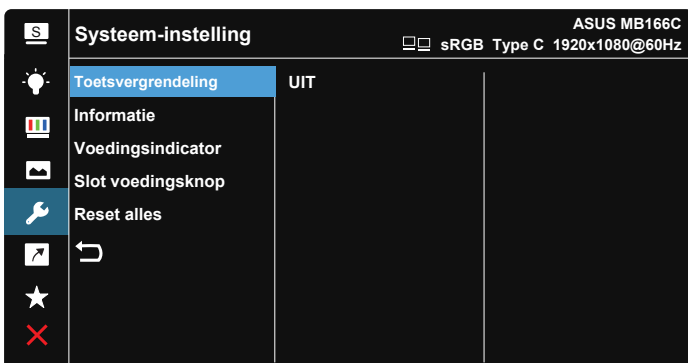 S
Systeem-instelling
ASUS MB166C
sRGB Type C 1920x1080@60Hz
Toetsvergrendeling UIT
Informatie
Voedingsindicator
Slot voedingsknop
Reset alles